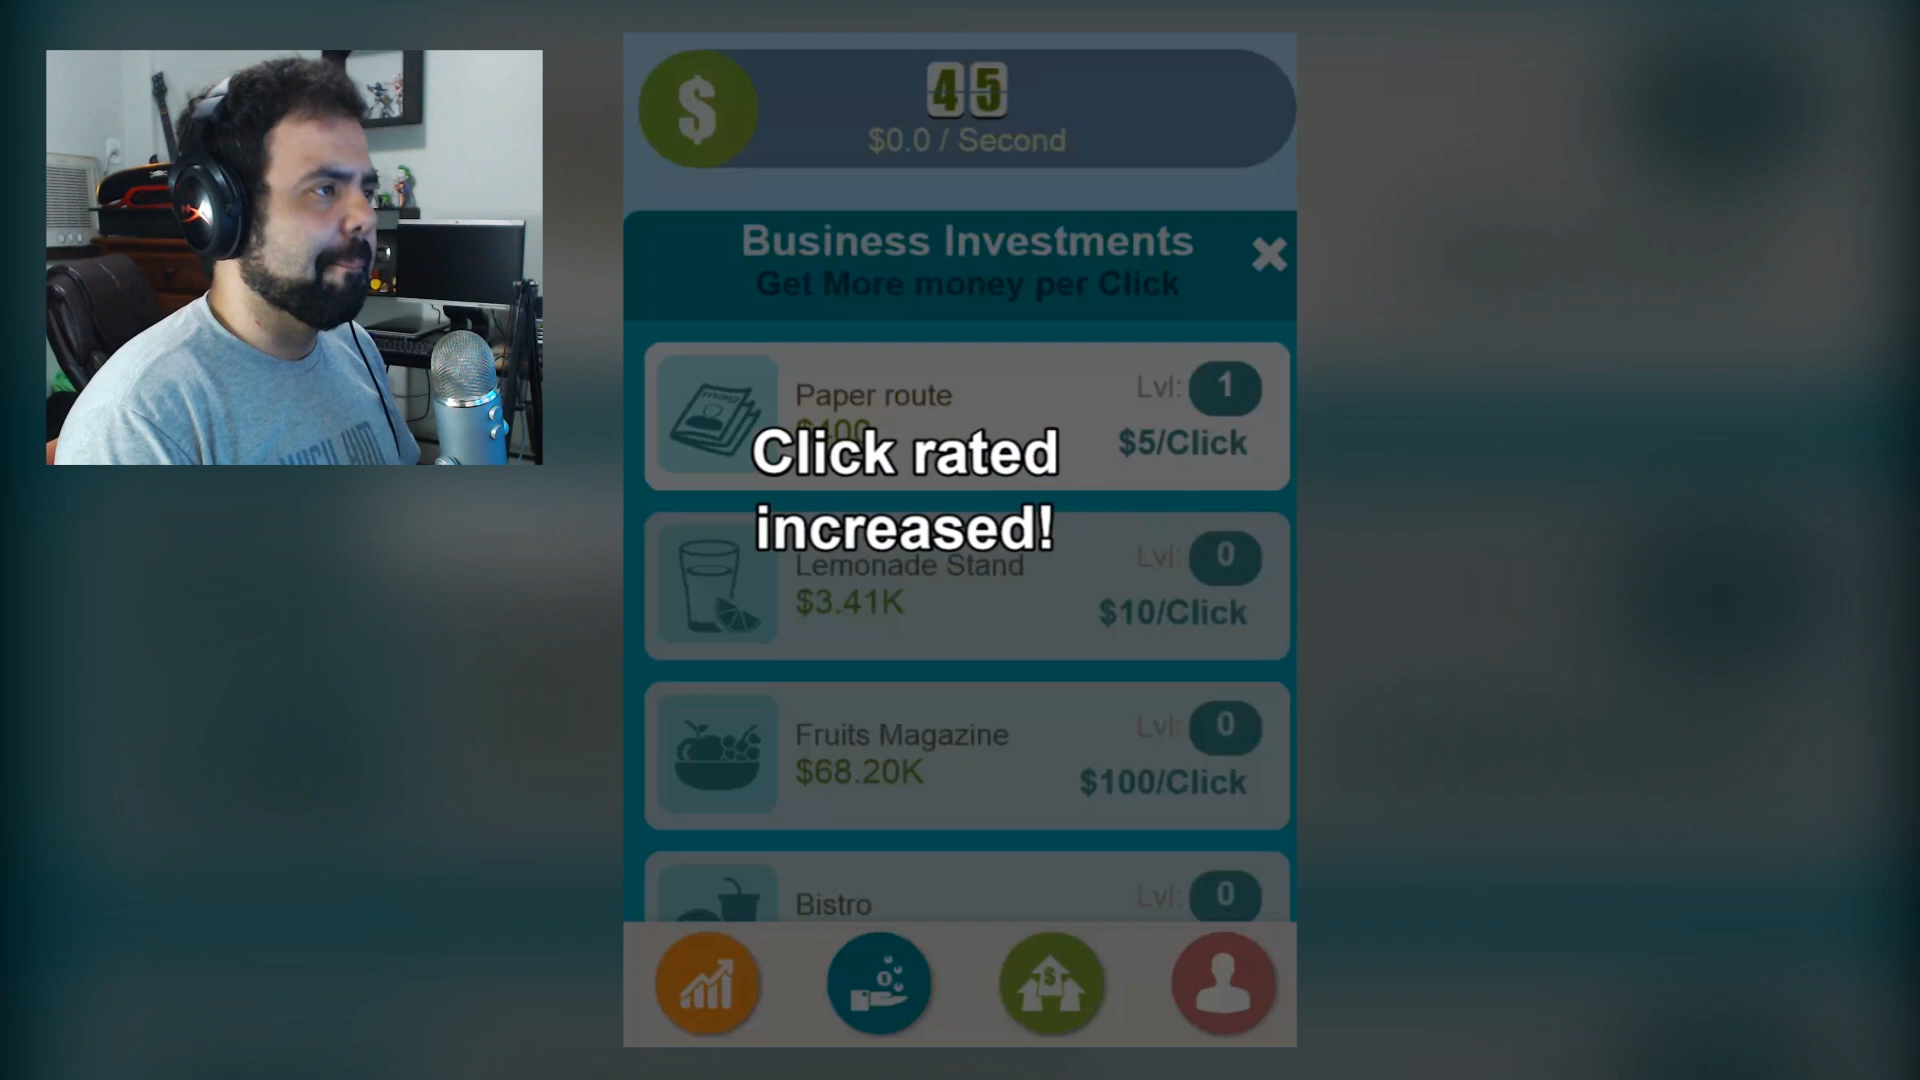 45
$0.0 / Second
Business Investments
Get More money per Click
Paper route
Lvl: 1
$400
$5/Click
Click rated
increased!
Lemonade Stand
Lvl: 0
$3.41K
$10/Click
Fruits Magazine
Lvl: 0
$68.20K
$100/Click
Bistro
Lvl: 0